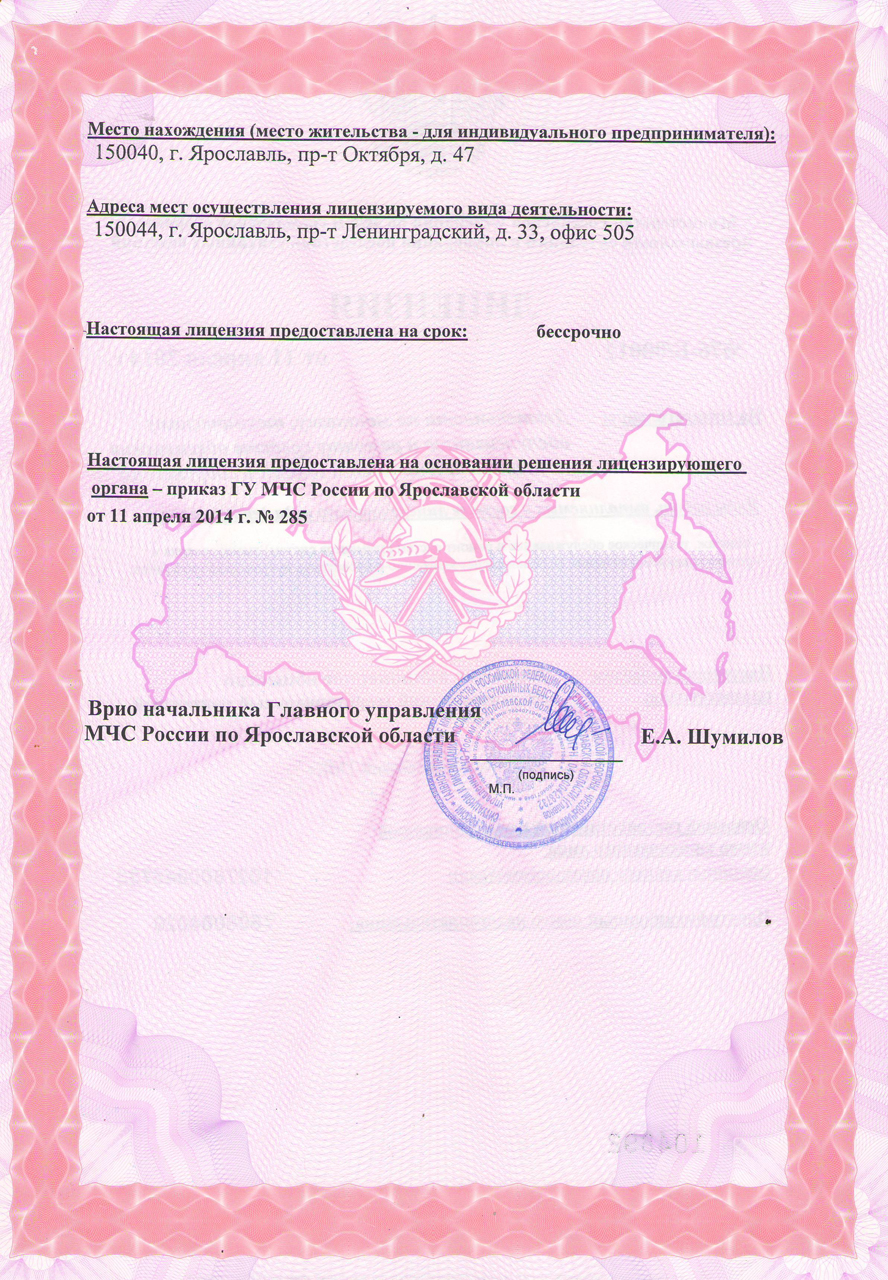 Место нахождения (место жительства - для индивидуального предпринимателя):
150040, г. Ярославль, пр-т Октября, д. 47
Адреса мест осуществления лицензируемого вида деятельности:
150044, г. Ярославль, пр-т Ленинградский, д. 33, офис 505
Настоящая лицензия предоставлена на срок: бессрочно
Настоящая лицензия предоставлена на основании решения лицензирующего
органа – приказ ГУ МЧС России по Ярославской области
от 11 апреля 2014 г. № 285
Врио начальника Главного управления
МЧС России по Ярославской области
Е.А. Шумилов
(подпись)
М.П.